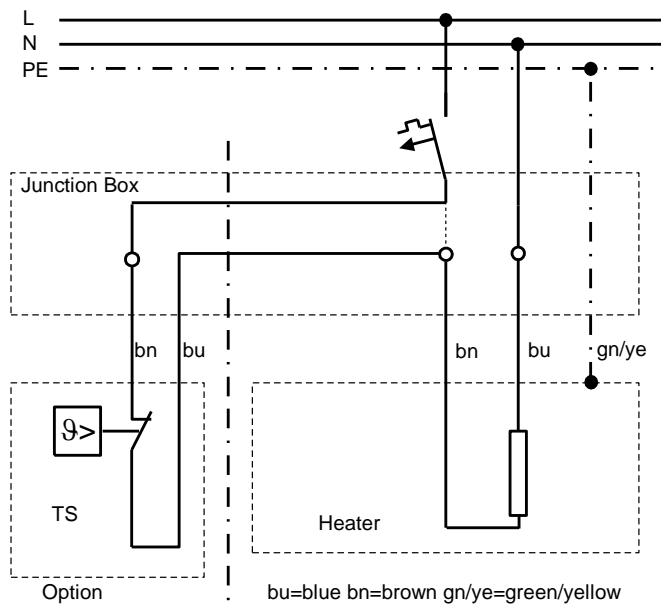 L
N
PE
Junction Box
bn
bu
bn
bu
gn/ye
ϑ>
TS
Heater
Option
bu=blue bn=brown gn/ye=green/yellow